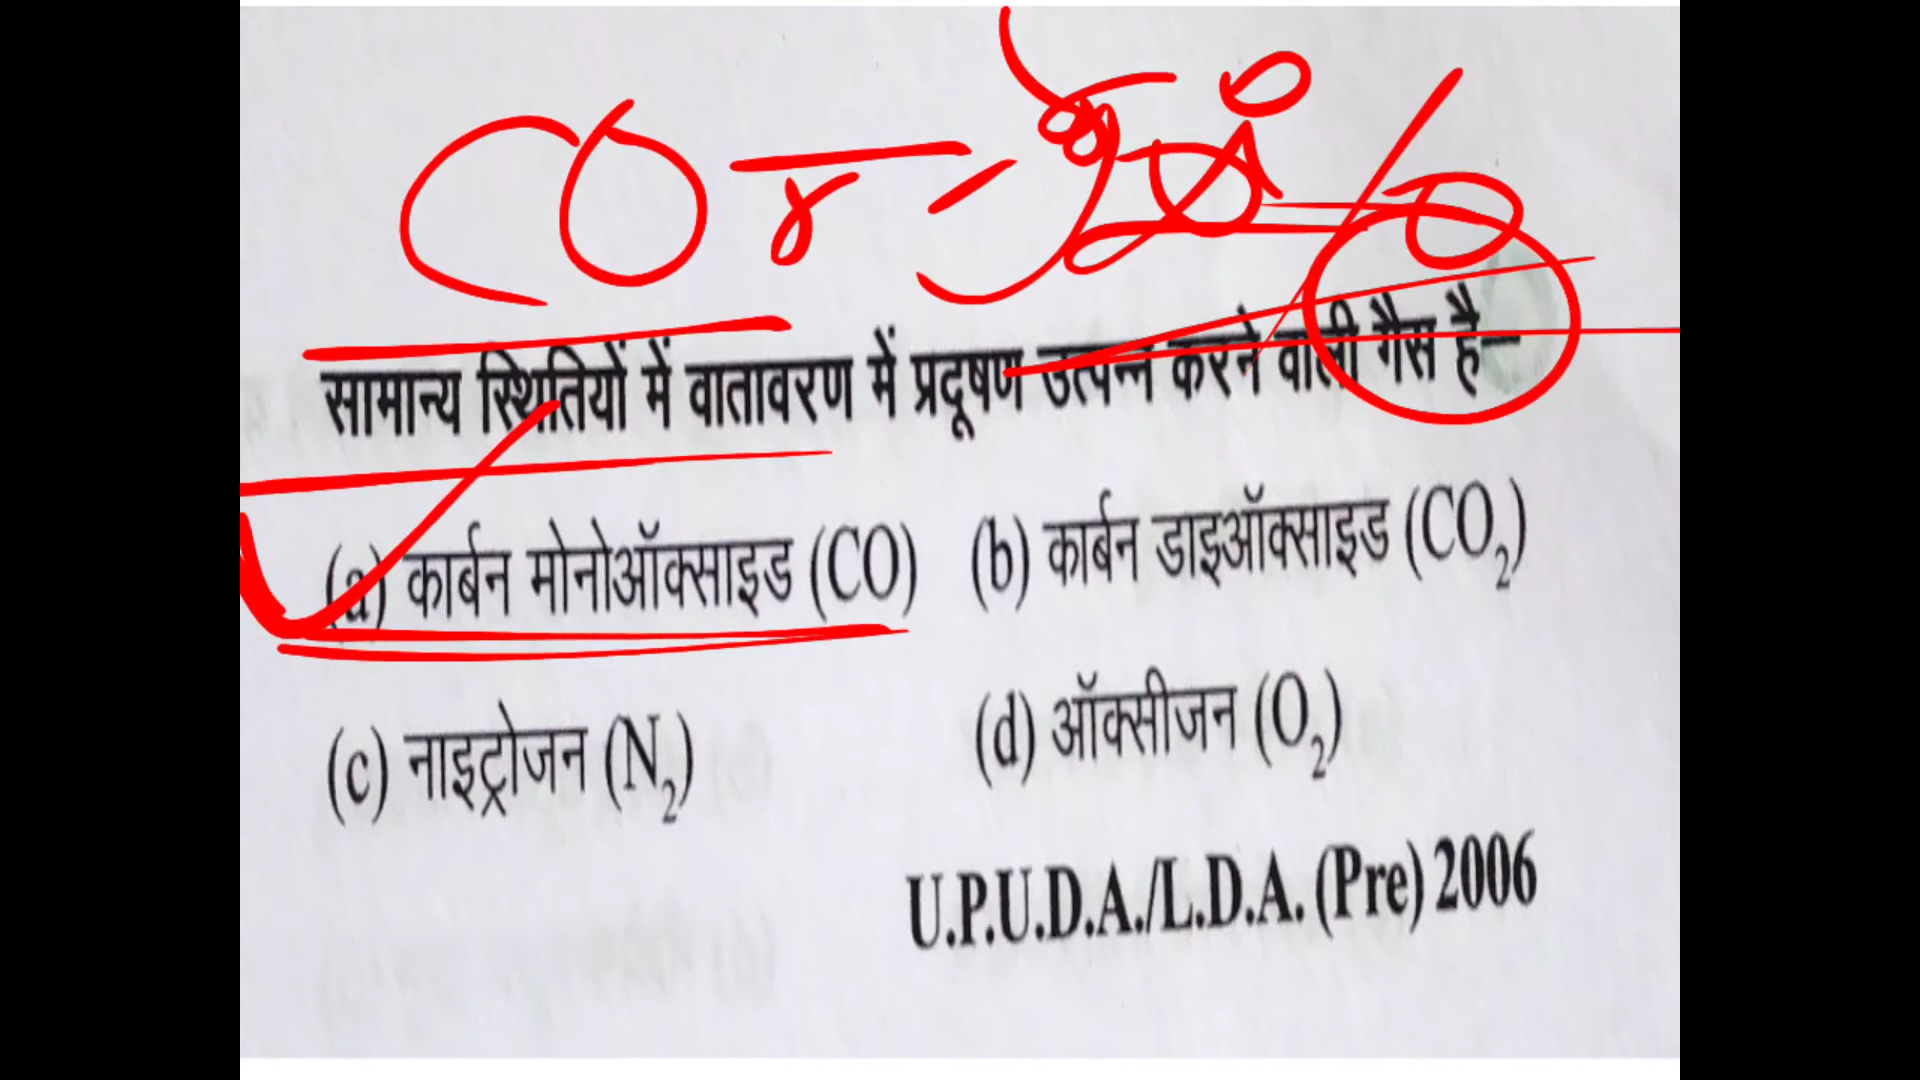 CO
सामान्य स्थितियों में वातावरण में प्रदूषण उत्पन्न करने वाली गैस है–
(a) कार्बन मोनोऑक्साइड (CO) (b) कार्बन डाइऑक्साइड (CO₂)
(c) नाइट्रोजन (N₂) (d) ऑक्सीजन (O₂)
U.P.U.D.A./L.D.A. (Pre) 2006